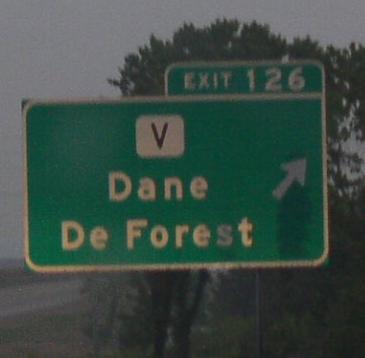 EXIT 126
V
Dane
De Forest